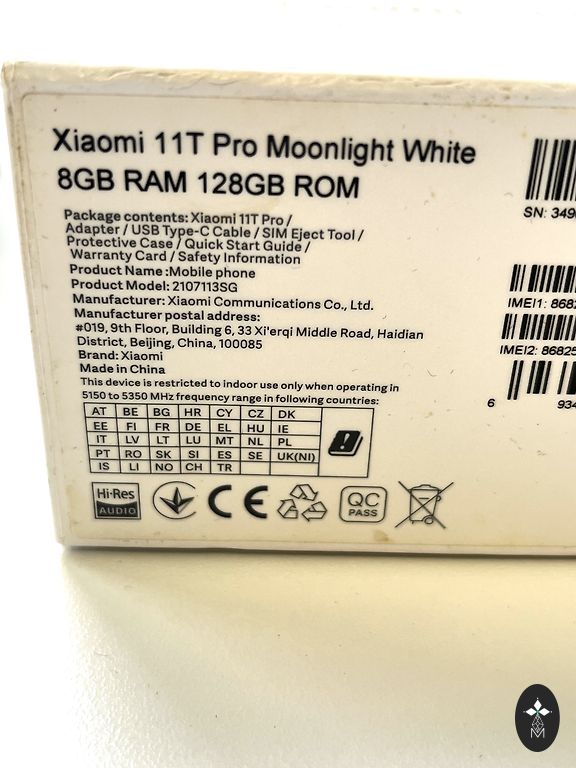 Xiaomi 11T Pro Moonlight White
8GB RAM 128GB ROM
Package contents: Xiaomi 11T Pro /
Adapter / USB Type-C Cable / SIM Eject Tool /
Protective Case / Quick Start Guide /
Warranty Card / Safety Information
Product Name : Mobile phone
Product Model: 2107113SG
Manufacturer: Xiaomi Communications Co., Ltd.
Manufacturer postal address:
#019, 9th Floor, Building 6, 33 Xi'erqi Middle Road, Haidian
District, Beijing, China, 100085
Brand: Xiaomi
Made in China
This device is restricted to indoor use only when operating in
5150 to 5350 MHz frequency range in following countries:
AT BE BG HR CY CZ DK
EE FI FR DE EL HU IE
IT LV LT LU MT NL PL
PT RO SK SI ES SE UK(NI)
IS LI NO CH TR
Hi-Res
AUDIO
CE
QC
PASS
SN: 349
IMEI1: 868
IMEI2: 86825
6 934
M